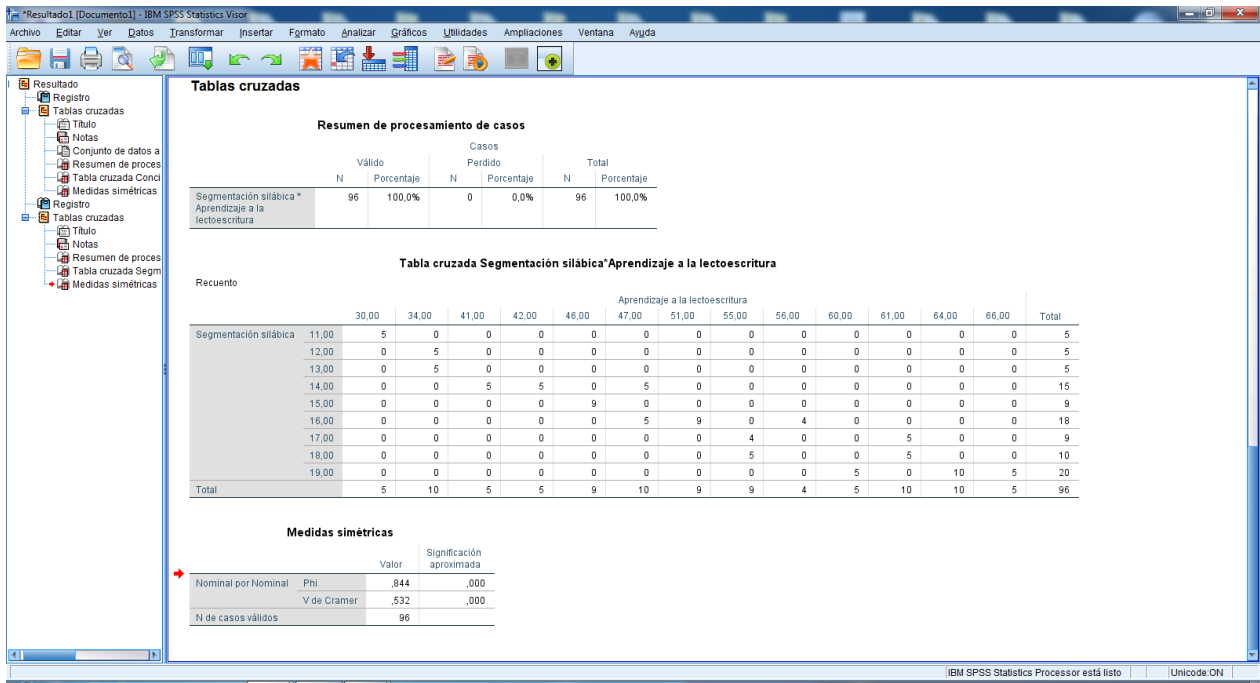 *Resultado1 [Documento1] - IBM SPSS Statistics Visor
Archivo Editar Ver Datos Transformar Insertar Formato Analizar Gráficos Utilidades Ampliaciones Ventana Ayuda
Resultado
Registro
Tablas cruzadas
Título
Notas
Conjunto de datos a
Resumen de proces
Tabla cruzada Conci
Medidas simétricas
Registro
Tablas cruzadas
Título
Notas
Resumen de proces
Tabla cruzada Segm
Medidas simétricas
Tablas cruzadas
Resumen de procesamiento de casos
Casos
Válido Perdido Total
N Porcentaje N Porcentaje N Porcentaje
Segmentación silábica * Aprendizaje a la lectoescritura 96 100,0% 0 0,0% 96 100,0%
Tabla cruzada Segmentación silábica*Aprendizaje a la lectoescritura
Recuento
Aprendizaje a la lectoescritura
30,00 34,00 41,00 42,00 46,00 47,00 51,00 55,00 56,00 60,00 61,00 64,00 66,00 Total
Segmentación silábica 11,00 5 0 0 0 0 0 0 0 0 0 0 0 0 5
12,00 0 5 0 0 0 0 0 0 0 0 0 0 0 5
13,00 0 5 0 0 0 0 0 0 0 0 0 0 0 5
14,00 0 0 5 5 0 5 0 0 0 0 0 0 0 15
15,00 0 0 0 0 9 0 0 0 0 0 0 0 0 9
16,00 0 0 0 0 0 5 9 0 4 0 0 0 0 18
17,00 0 0 0 0 0 0 0 4 0 0 5 0 0 9
18,00 0 0 0 0 0 0 0 5 0 0 5 0 0 10
19,00 0 0 0 0 0 0 0 0 0 5 0 10 5 20
Total 5 10 5 5 9 10 9 9 4 5 10 10 5 96
Medidas simétricas
Valor Significación aproximada
Nominal por Nominal Phi ,844 ,000
V de Cramer ,532 ,000
N de casos válidos 96
IBM SPSS Statistics Processor está listo Unicode:ON